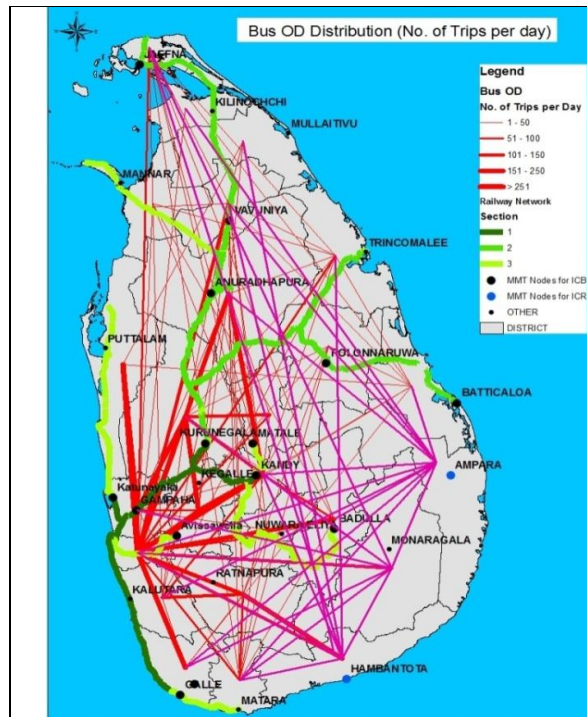 Bus OD Distribution (No. of Trips per day)
Legend
Bus OD
No. of Trips per Day
1 - 50
51 - 100
101 - 150
151 - 250
> 251
Railway Network
Section
1
2
3
MMT Nodes for ICB
MMT Nodes for ICR
OTHER
DISTRICT
JAFFNA
KILINOCHCHI
MULLAITIVU
MANNAR
VAVUNIYA
TRINCOMALEE
ANURADHAPURA
PUTTALAM
POLONNARUWA
BATTICALOA
KURUNEGALA
MATALE
KEGALLE
KANDY
AMPARA
Katunayaka
GAMPAHA
Avissawella
NUWARA ELIYA
BADULLA
MONARAGALA
RATNAPURA
KALUTARA
HAMBANTOTA
GALLE
MATARA